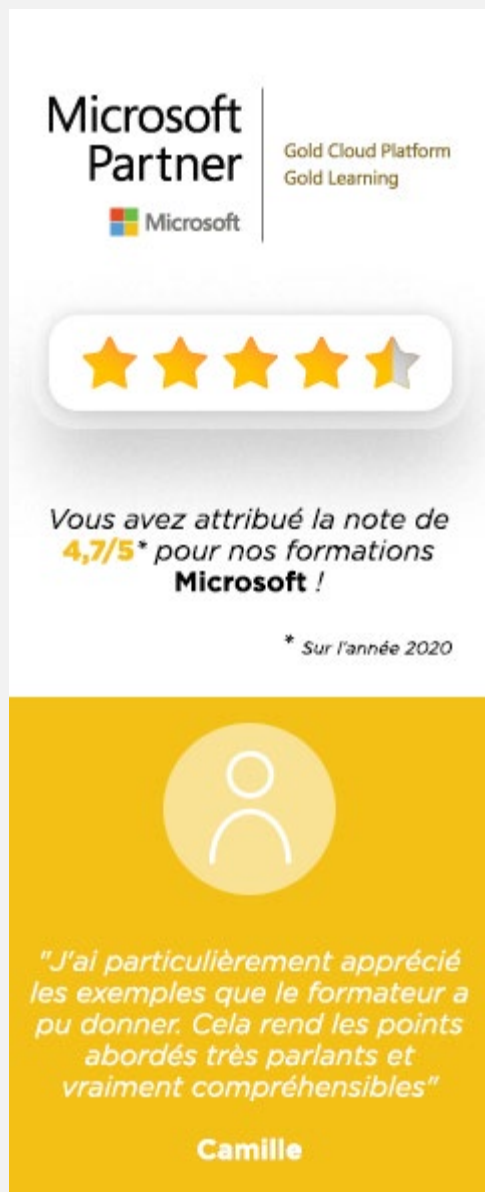 Microsoft
Partner
Microsoft
Gold Cloud Platform
Gold Learning
Vous avez attribué la note de
4,7/5* pour nos formations
Microsoft !
* Sur l'année 2020
"J'ai particulièrement apprécié
les exemples que le formateur a
pu donner. Cela rend les points
abordés très parlants et
vraiment compréhensibles"
Camille